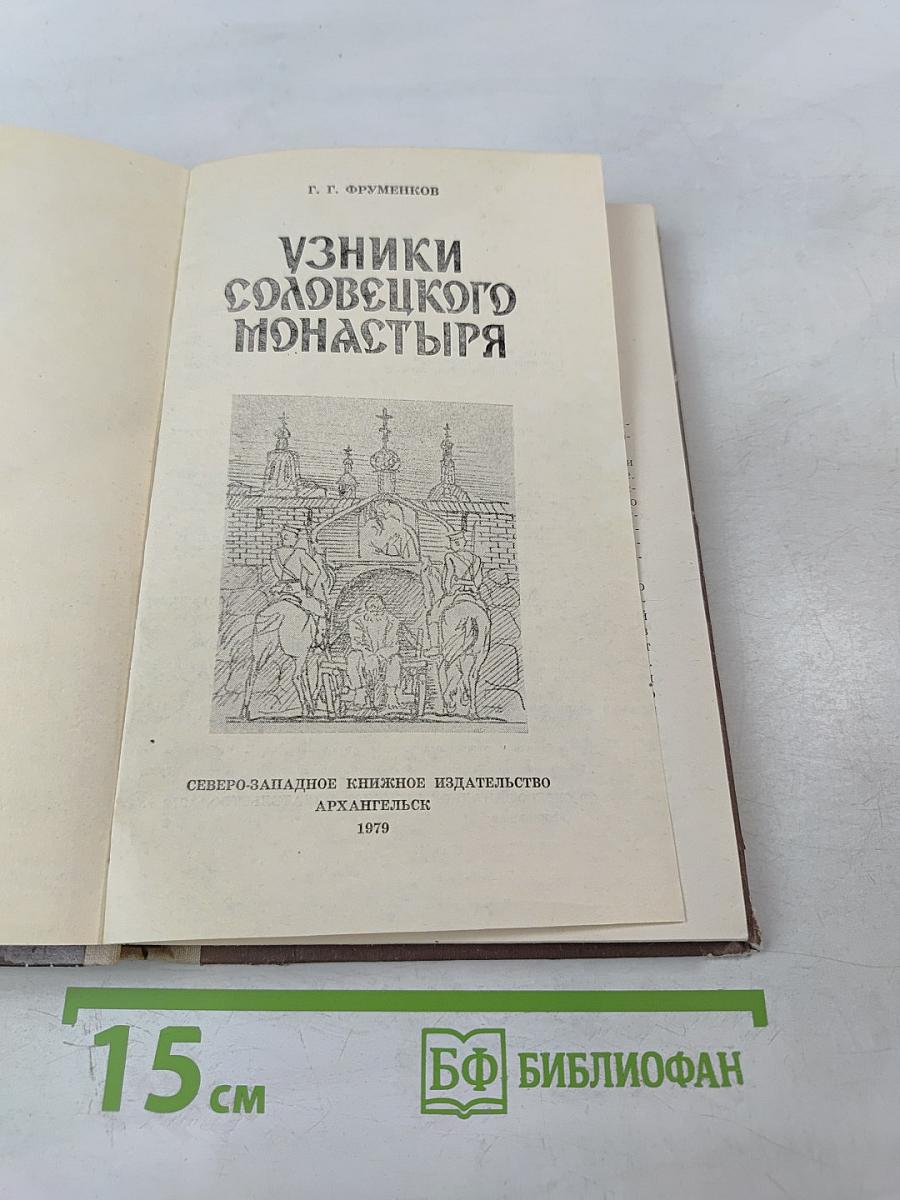 Г. Г. ФРУМЕНКОВ
УЗНИКИ
СОЛОВЕЦКОГО
МОНАСТЫРЯ
СЕВЕРО-ЗАПАДНОЕ КНИЖНОЕ ИЗДАТЕЛЬСТВО
АРХАНГЕЛЬСК
1979
15 см
БФ БИБЛИОФАН